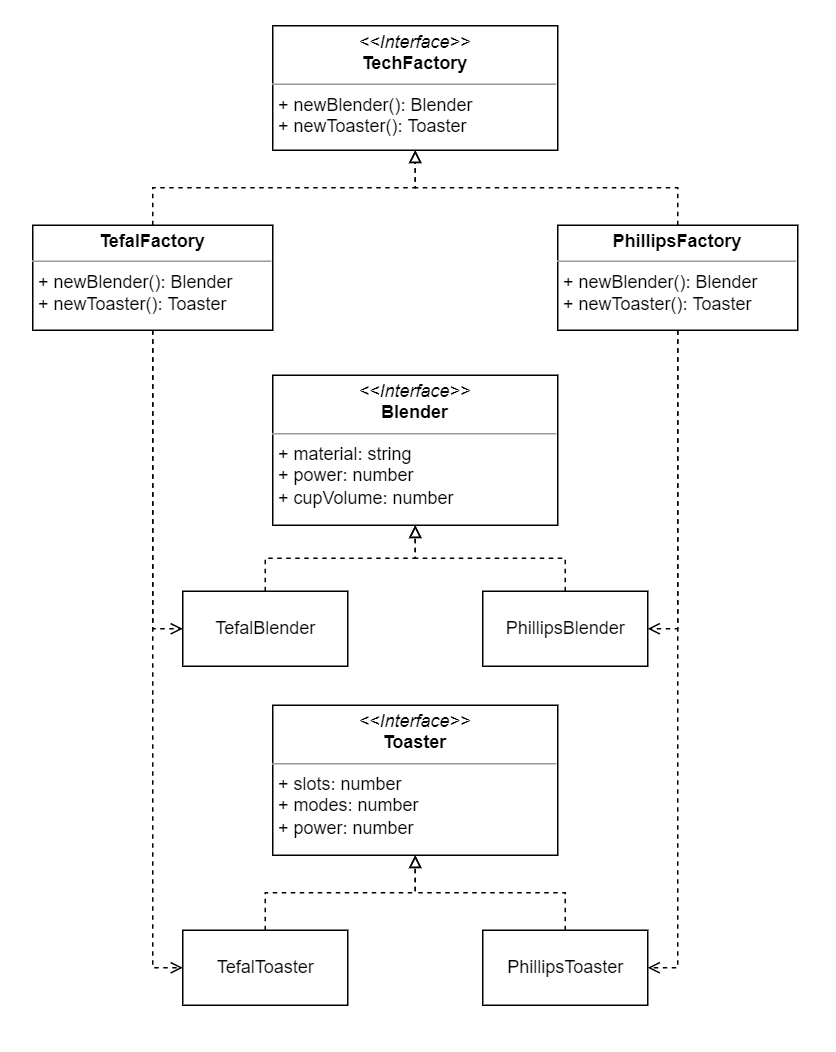 <<Interface>>
TechFactory
+ newBlender(): Blender
+ newToaster(): Toaster
TefalFactory
+ newBlender(): Blender
+ newToaster(): Toaster
PhillipsFactory
+ newBlender(): Blender
+ newToaster(): Toaster
<<Interface>>
Blender
+ material: string
+ power: number
+ cupVolume: number
TefalBlender
PhillipsBlender
<<Interface>>
Toaster
+ slots: number
+ modes: number
+ power: number
TefalToaster
PhillipsToaster